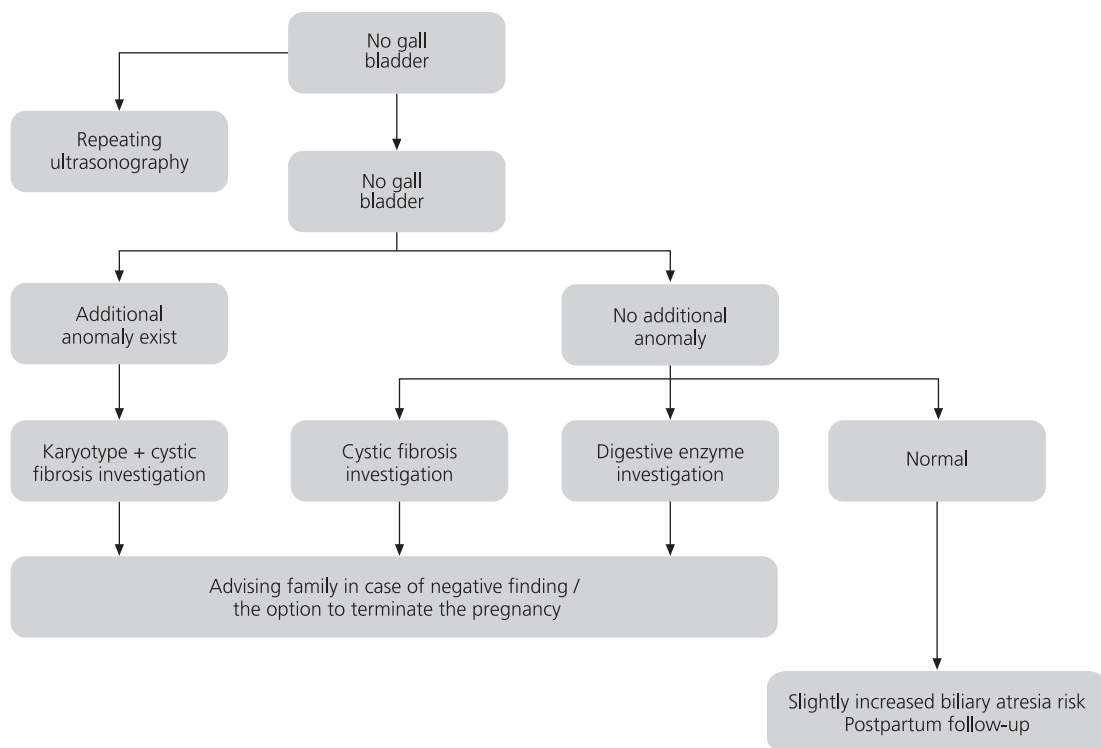 No gall
bladder
Repeating
ultrasonography
No gall
bladder
Additional
anomaly exist
No additional
anomaly
Karyotype + cystic
fibrosis investigation
Cystic fibrosis
investigation
Digestive enzyme
investigation
Normal
Advising family in case of negative finding /
the option to terminate the pregnancy
Slightly increased biliary atresia risk
Postpartum follow-up